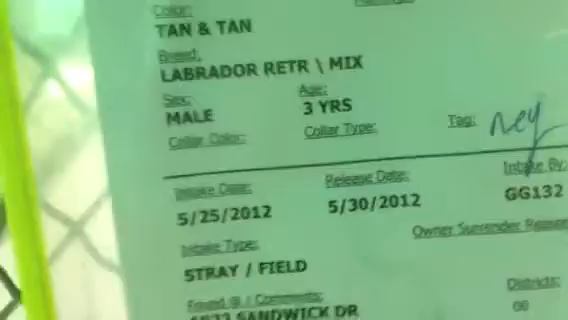 Color:
TAN & TAN
Breed:
LABRADOR RETR \ MIX
Sex: Age:
MALE 3 YRS
Collar Color: Collar Type: Tag: neg
Intake Date: Release Date: Intake By:
5/25/2012 5/30/2012 GG132
Intake Type: Owner Surrender Reason
STRAY / FIELD
Found @ / Comments: Districts:
SANDWICK DR 06